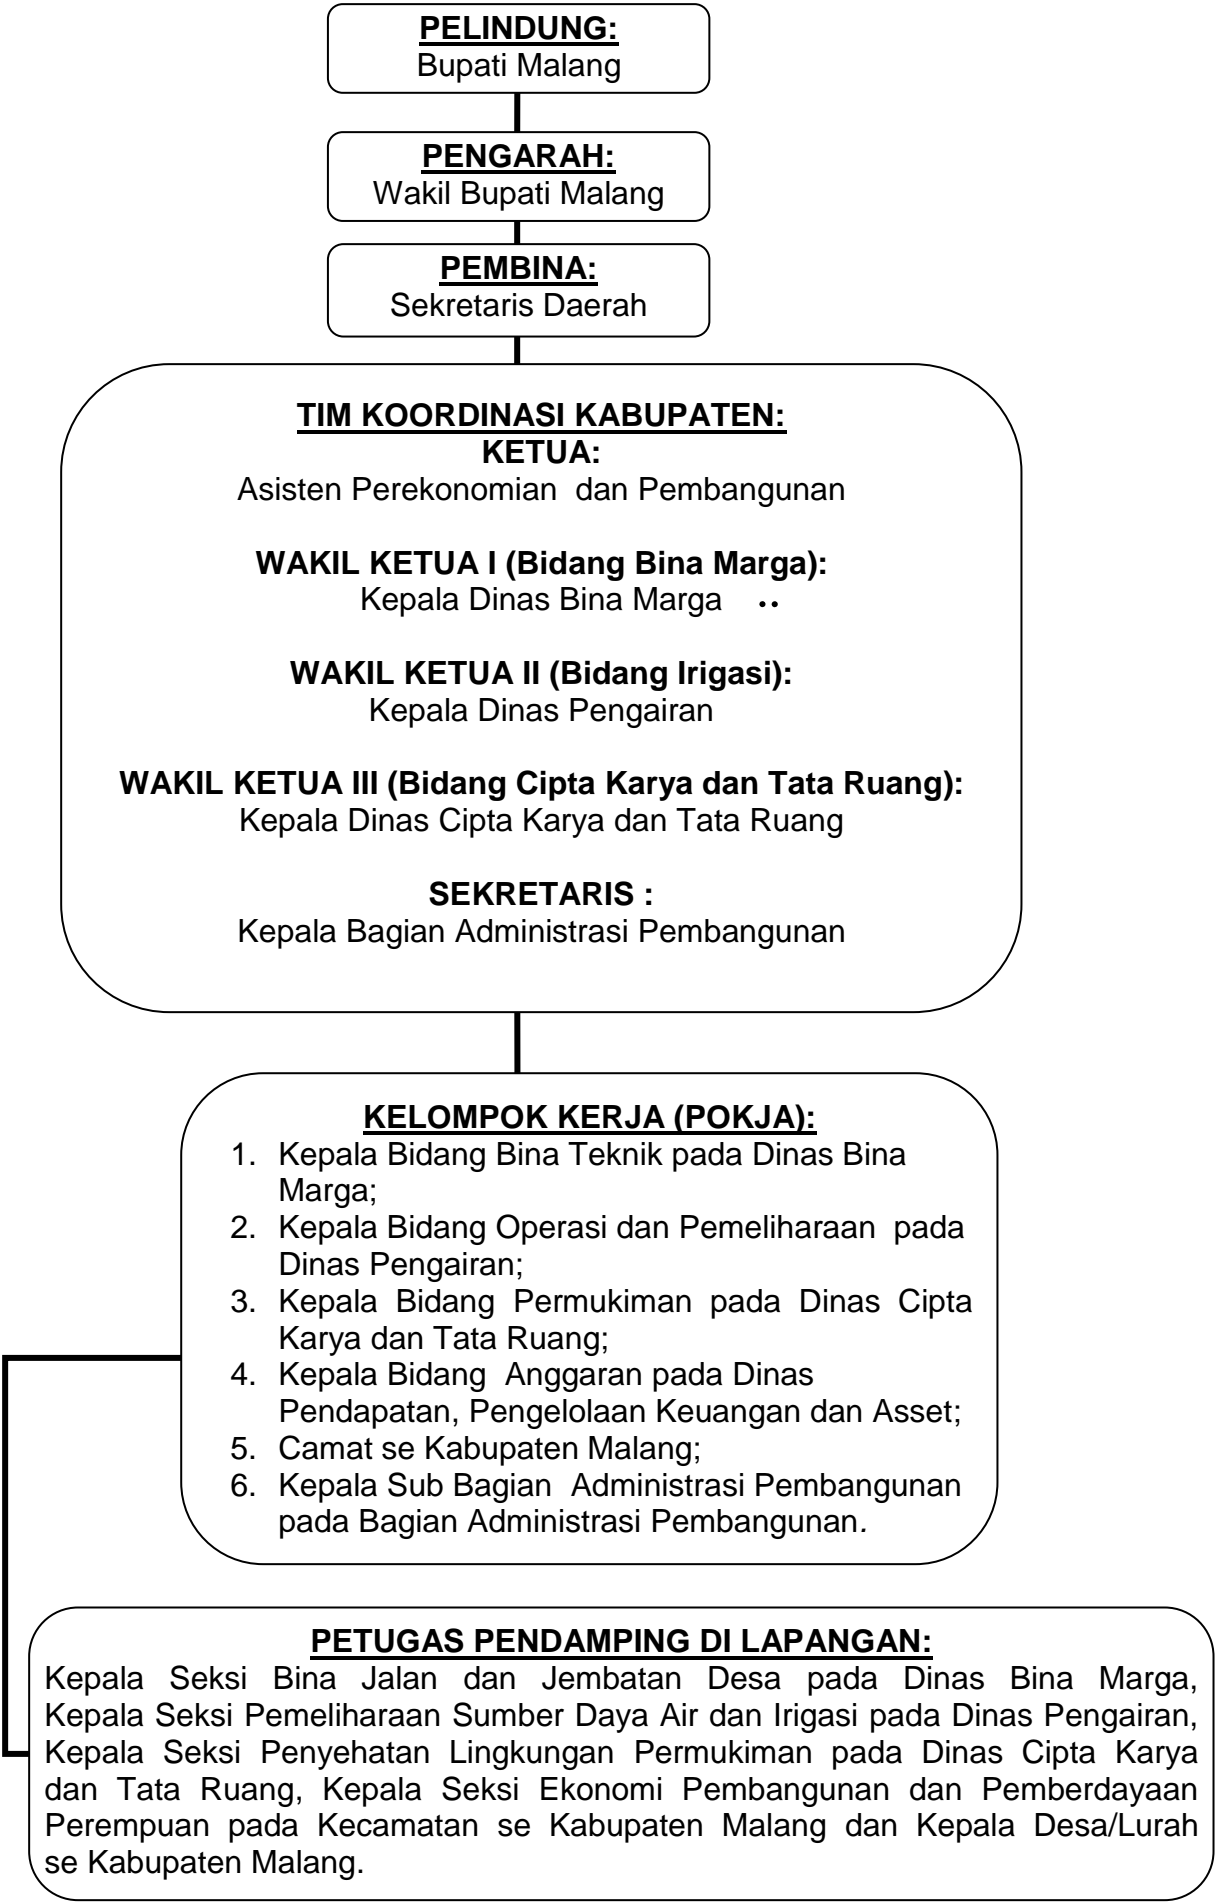 PELINDUNG:
Bupati Malang
PENGARAH:
Wakil Bupati Malang
PEMBINA:
Sekretaris Daerah
TIM KOORDINASI KABUPATEN:
KETUA:
Asisten Perekonomian  dan Pembangunan
WAKIL KETUA I (Bidang Bina Marga):
Kepala Dinas Bina Marga ..
WAKIL KETUA II (Bidang Irigasi):
Kepala Dinas Pengairan
WAKIL KETUA III (Bidang Cipta Karya dan Tata Ruang):
Kepala Dinas Cipta Karya dan Tata Ruang
SEKRETARIS :
Kepala Bagian Administrasi Pembangunan
KELOMPOK KERJA (POKJA):
1. Kepala Bidang Bina Teknik pada Dinas Bina
Marga;
2. Kepala Bidang Operasi dan Pemeliharaan  pada
Dinas Pengairan;
3. Kepala Bidang Permukiman pada Dinas Cipta
Karya dan Tata Ruang;
4. Kepala Bidang  Anggaran pada Dinas
Pendapatan, Pengelolaan Keuangan dan Asset;
5. Camat se Kabupaten Malang;
6. Kepala Sub Bagian  Administrasi Pembangunan
pada Bagian Administrasi Pembangunan.
PETUGAS PENDAMPING DI LAPANGAN:
Kepala Seksi Bina Jalan dan Jembatan Desa pada Dinas Bina Marga,
Kepala Seksi Pemeliharaan Sumber Daya Air dan Irigasi pada Dinas Pengairan,
Kepala Seksi Penyehatan Lingkungan Permukiman pada Dinas Cipta Karya
dan Tata Ruang, Kepala Seksi Ekonomi Pembangunan dan Pemberdayaan
Perempuan pada Kecamatan se Kabupaten Malang dan Kepala Desa/Lurah
se Kabupaten Malang.